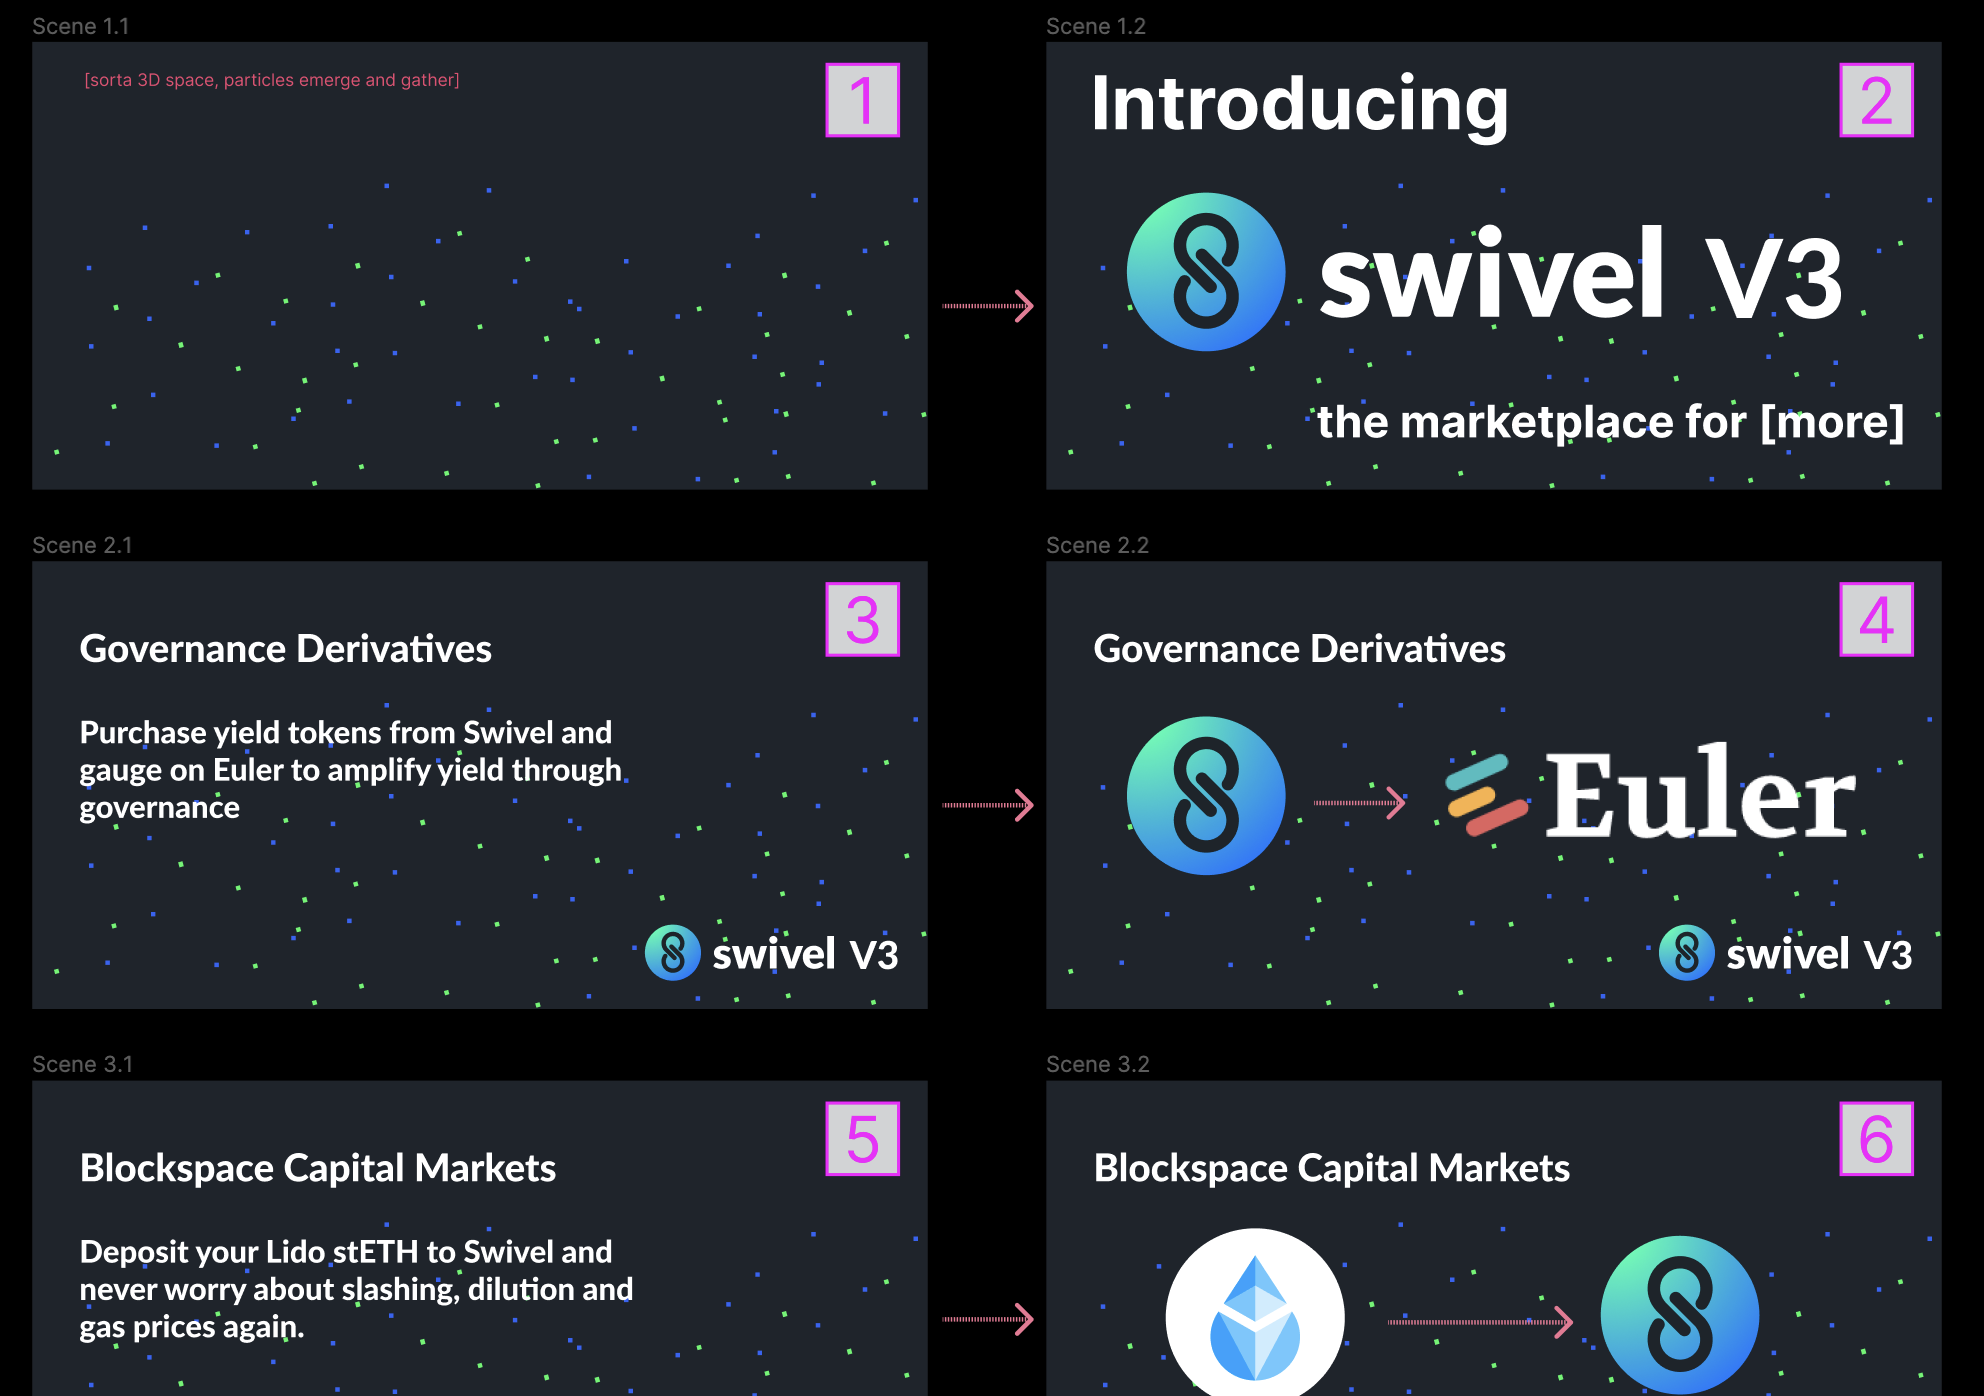 Scene 1.1
[sorta 3D space, particles emerge and gather]
1
Scene 1.2
Introducing
2
swivel V3
the marketplace for [more]
Scene 2.1
3
Governance Derivatives
Purchase yield tokens from Swivel and
gauge on Euler to amplify yield through
governance
swivel V3
Scene 2.2
4
Governance Derivatives
Euler
swivel V3
Scene 3.1
5
Blockspace Capital Markets
Deposit your Lido stETH to Swivel and
never worry about slashing, dilution and
gas prices again.
Scene 3.2
6
Blockspace Capital Markets